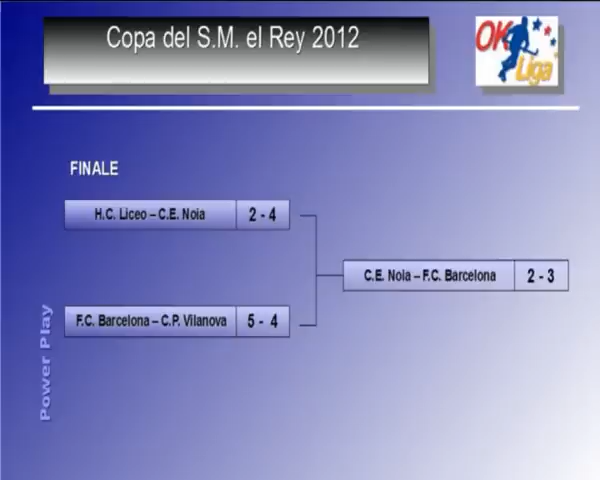 Copa del S.M. el Rey 2012
OK
Liga
FINALE
H.C. Liceo – C.E. Noia 2 - 4
C.E. Noia – F.C. Barcelona 2 - 3
F.C. Barcelona – C.P. Vilanova 5 - 4
Power Play